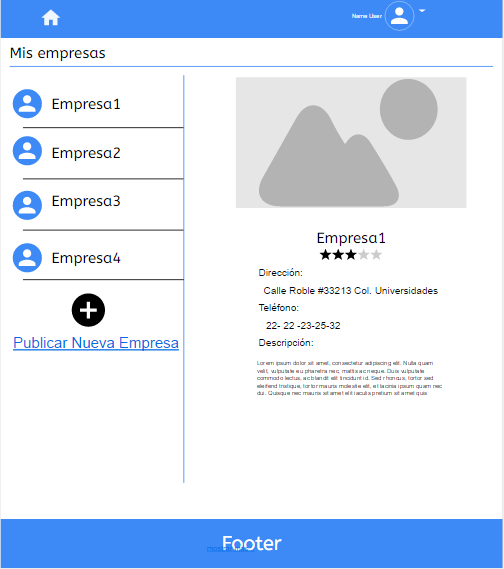 Name User
Mis empresas
Empresa1
Empresa2
Empresa3
Empresa4
Publicar Nueva Empresa
Empresa1
Dirección:
Calle Roble #33213 Col. Universidades
Teléfono:
22- 22 -23-25-32
Descripción:
Lorem ipsum dolor sit amet, consectetur adipiscing elit. Nulla quam
velit, vulputate eu pharetra nec, mattis ac neque. Duis vulputate
commodo lectus, ac blandit elit tincidunt id. Sed rhoncus, tortor sed
eleifend tristique, tortor mauris molestie elit, et lacinia ipsum quam nec
dui. Quisque nec mauris sit amet elit iaculis pretium sit amet quis
Footer